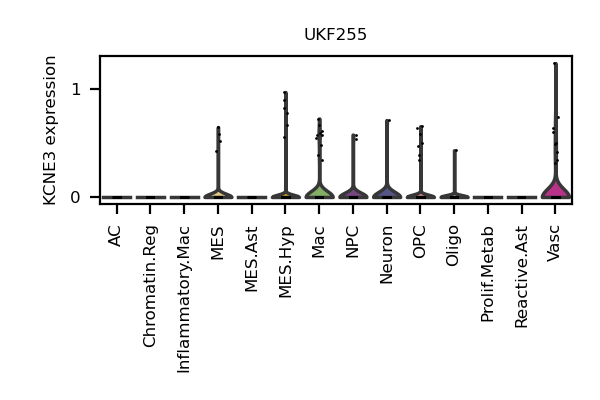 UKF255
KCNE3 expression
1
0
AC
Chromatin.Reg
Inflammatory.Mac
MES
MES.Ast
MES.Hyp
Mac
NPC
Neuron
OPC
Oligo
Prolif.Metab
Reactive.Ast
Vasc